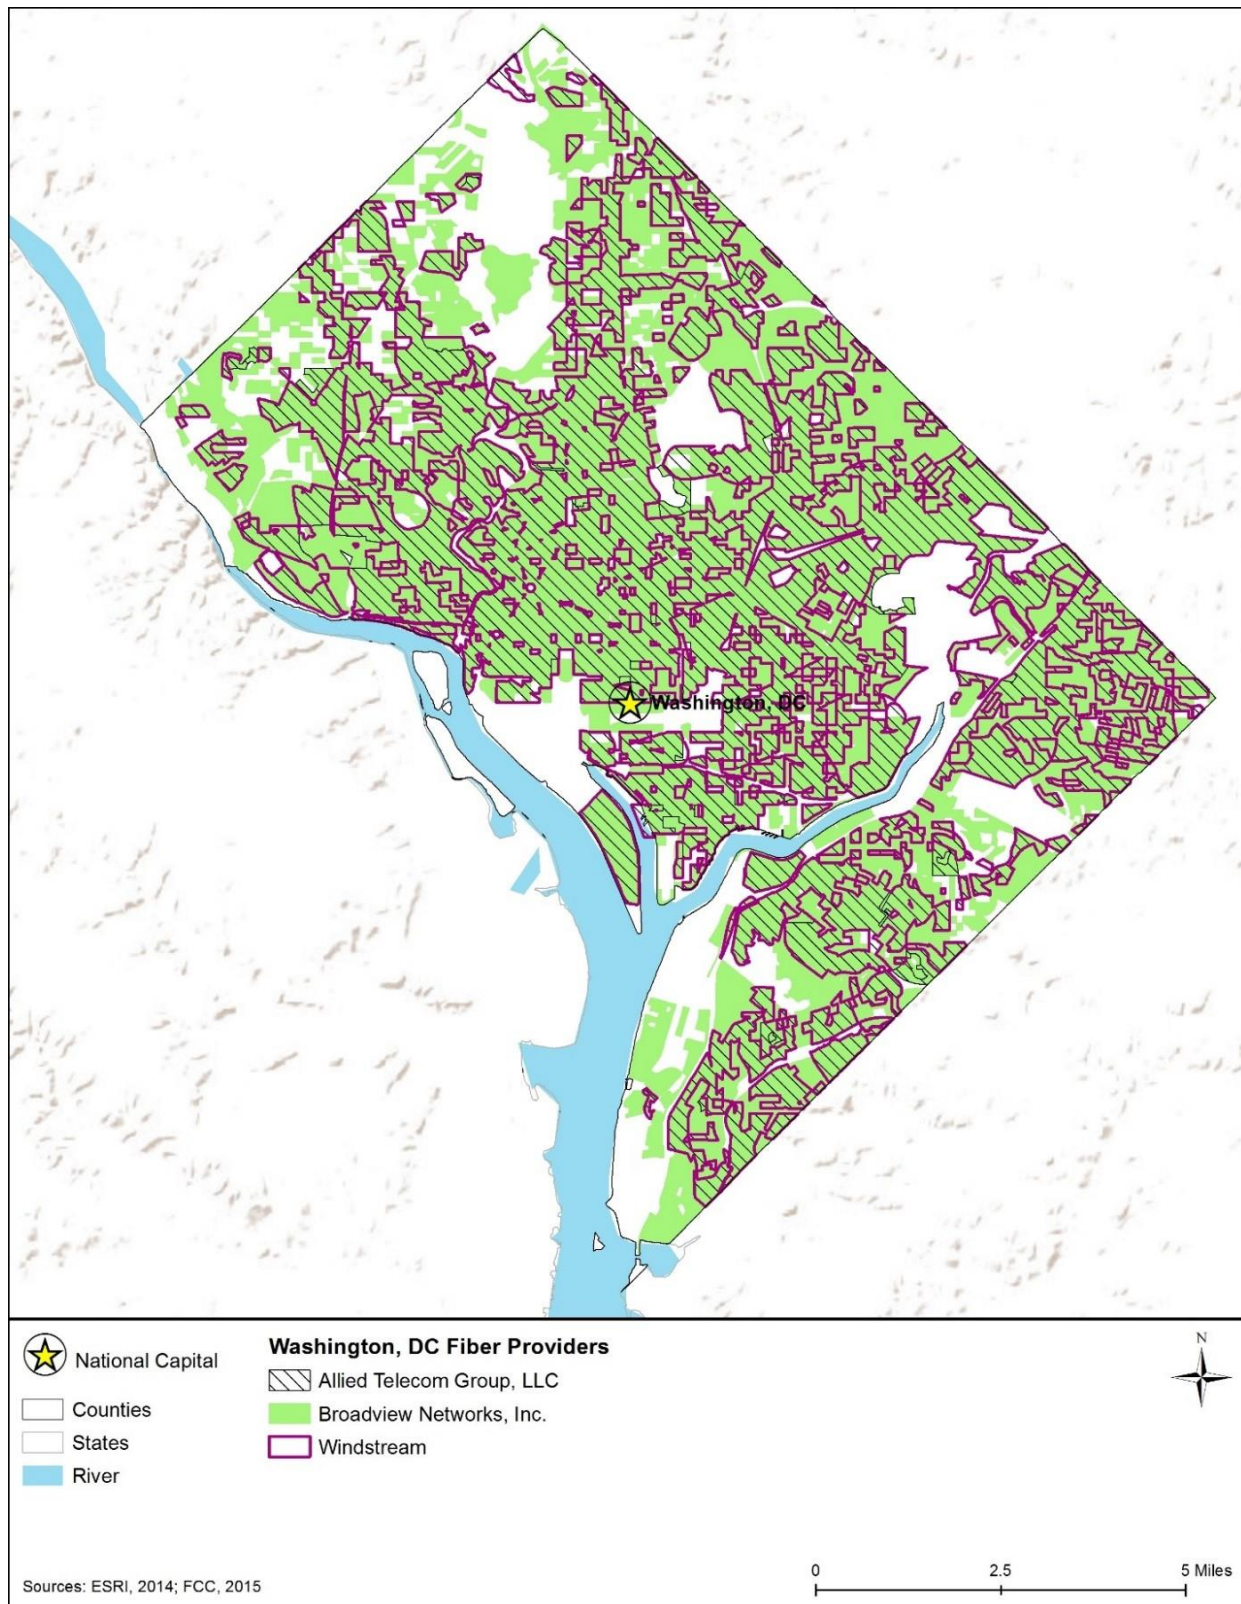 Washington, DC
National Capital
Counties
States
River
Washington, DC Fiber Providers
Allied Telecom Group, LLC
Broadview Networks, Inc.
Windstream
N
0 2.5 5 Miles
Sources: ESRI, 2014; FCC, 2015